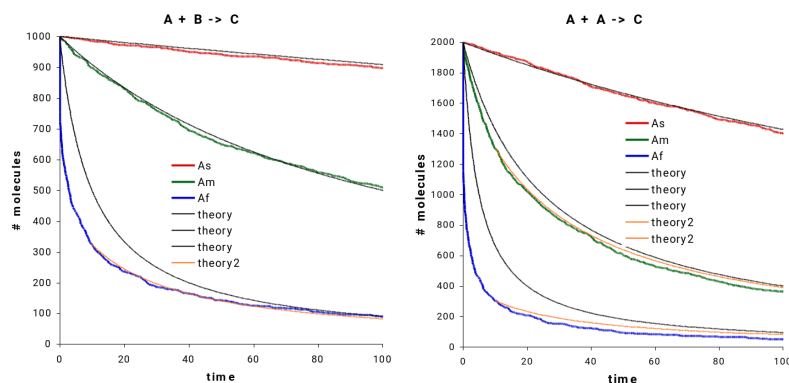 A + B -> C
1000
900
800
700
600
500
400
300
200
100
0
# molecules
As
Am
Af
theory
theory
theory
theory2
0
20
40
60
80
100
time
A + A -> C
2000
1800
1600
1400
1200
1000
800
600
400
200
0
# molecules
As
Am
Af
theory
theory
theory
theory2
theory2
0
20
40
60
80
100
time